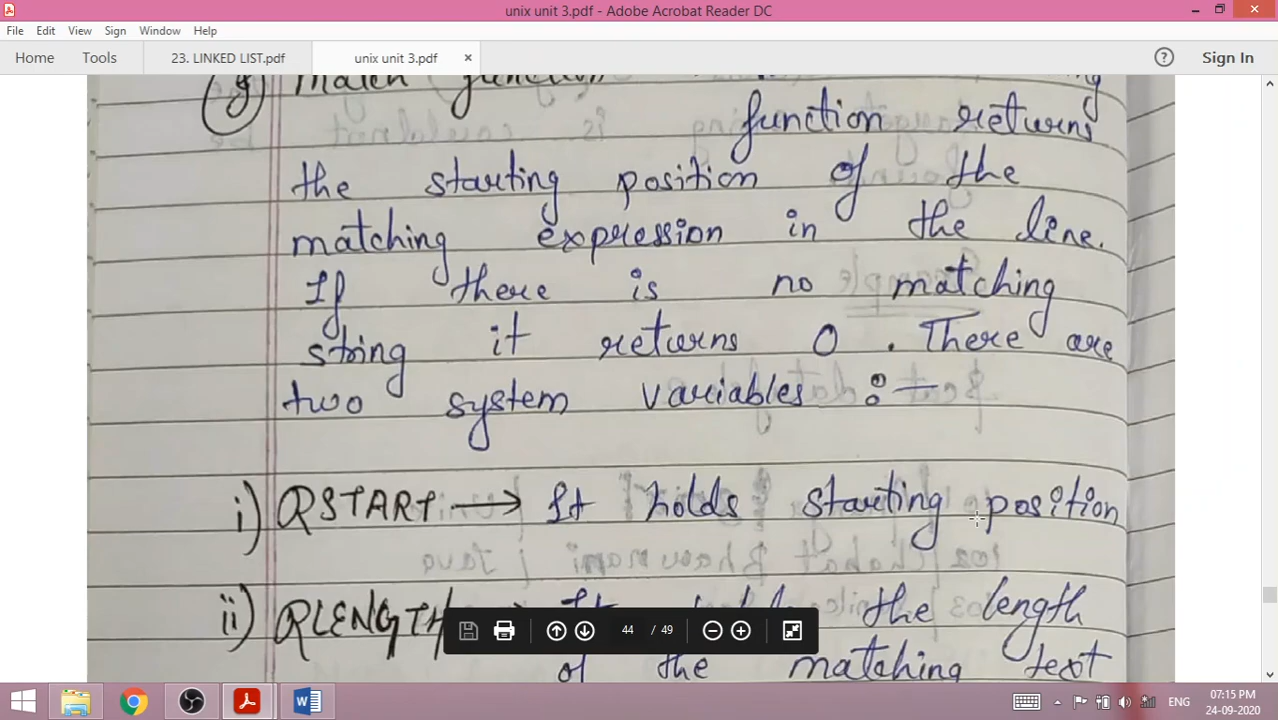 unix unit 3.pdf - Adobe Acrobat Reader DC
File Edit View Sign Window Help
Home Tools 23. LINKED LIST.pdf unix unit 3.pdf × Sign In
g) Match function
function returns
the starting position of the
matching expression in the line.
If there is no matching
string it returns 0. There are
two system variables :-
i) RSTART → It holds starting position
ii) RLENGTH → It the length
of the matching text
44 / 49
ENG 07:15 PM
24-09-2020